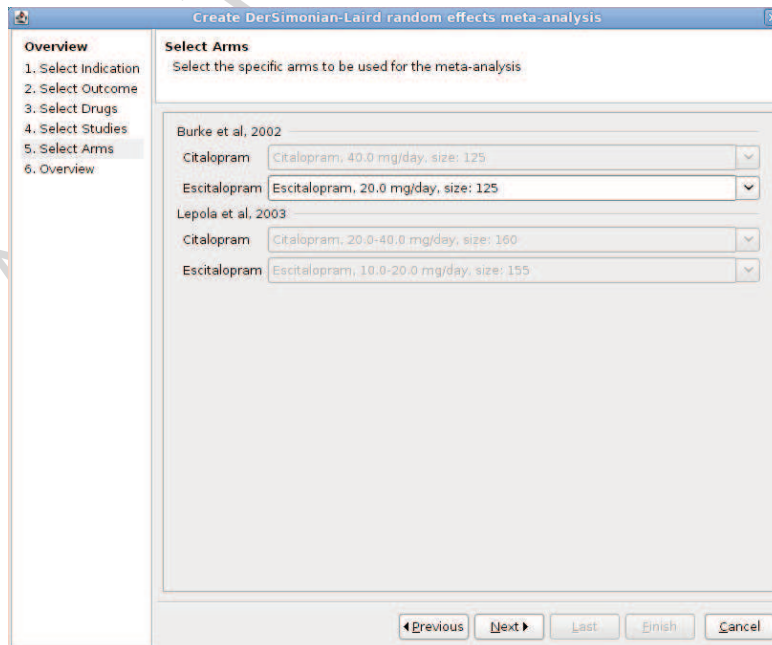 Create DerSimonian-Laird random effects meta-analysis
Overview
1. Select Indication
2. Select Outcome
3. Select Drugs
4. Select Studies
5. Select Arms
6. Overview
Select Arms
Select the specific arms to be used for the meta-analysis
Burke et al, 2002
Citalopram Citalopram, 40.0 mg/day, size: 125
Escitalopram Escitalopram, 20.0 mg/day, size: 125
Lepola et al, 2003
Citalopram Citalopram, 20.0-40.0 mg/day, size: 160
Escitalopram Escitalopram, 10.0-20.0 mg/day, size: 155
Previous Next Last Finish Cancel